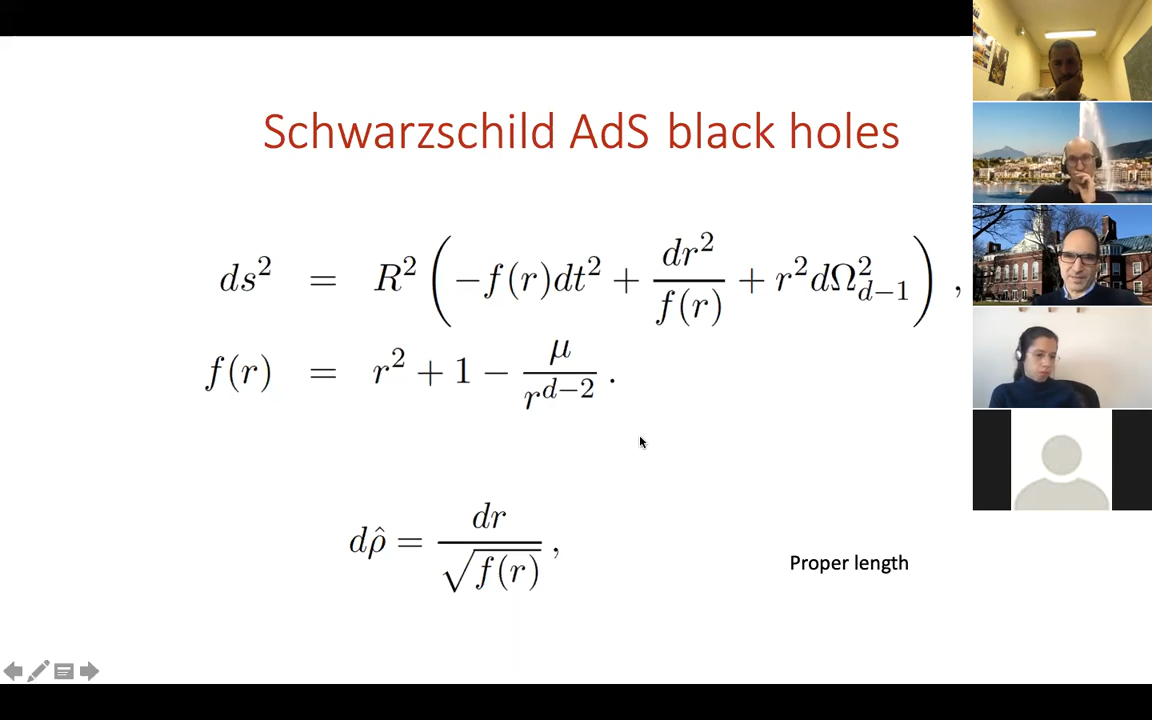 Schwarzschild AdS black holes
ds² = R² ( −f(r)dt² + dr²/f(r) + r²dΩ²_{d−1} ) ,
f(r) = r² + 1 − μ/r^{d−2} .
dρ̂ = dr/√f(r) ,
Proper length